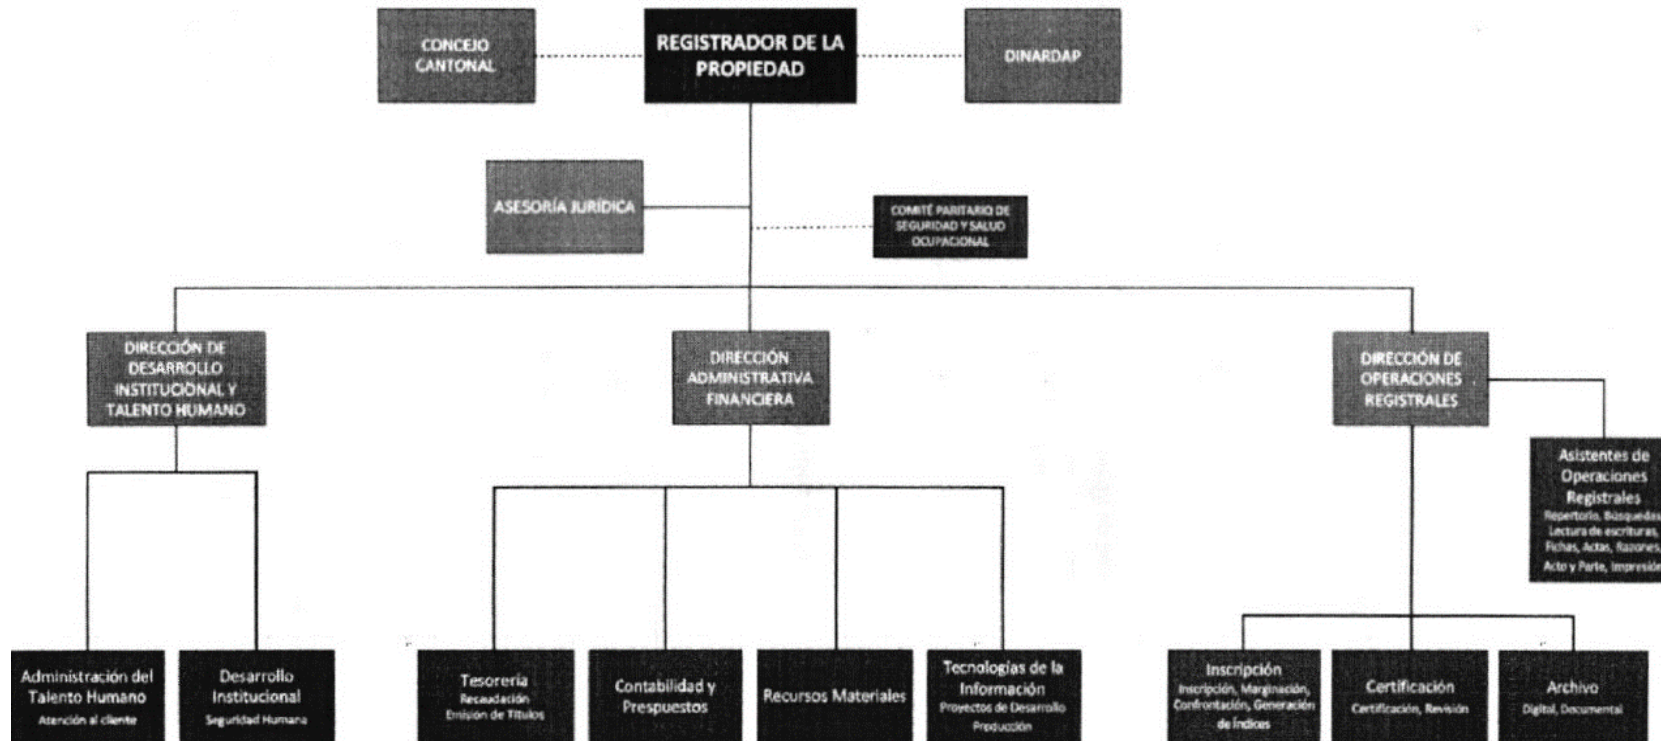 CONCEJO
CANTONAL
REGISTRADOR DE LA
PROPIEDAD
DINARDAP
ASESORÍA JURÍDICA
COMITÉ PARITARIO DE
SEGURIDAD Y SALUD
OCUPACIONAL
DIRECCIÓN DE
DESARROLLO
INSTITUCIONAL Y
TALENTO HUMANO
DIRECCIÓN
ADMINISTRATIVA
FINANCIERA
DIRECCIÓN DE
OPERACIONES
REGISTRALES
Asistentes de
Operaciones
Registrales
Repertorio, Búsquedas
Lectura de escrituras,
Fichas, Actas, Razones,
Acto y Parte, Impresión
Administración del
Talento Humano
Atención al cliente
Desarrollo
Institucional
Seguridad Humana
Tesorería
Recaudación
Emisión de Títulos
Contabilidad y
Prespuestos
Recursos Materiales
Tecnologías de la
Información
Proyectos de Desarrollo
Producción
Inscripción
Inscripción, Marginación,
Confrontación, Generación
de Índices
Certificación
Certificación, Revisión
Archivo
Digital, Documental